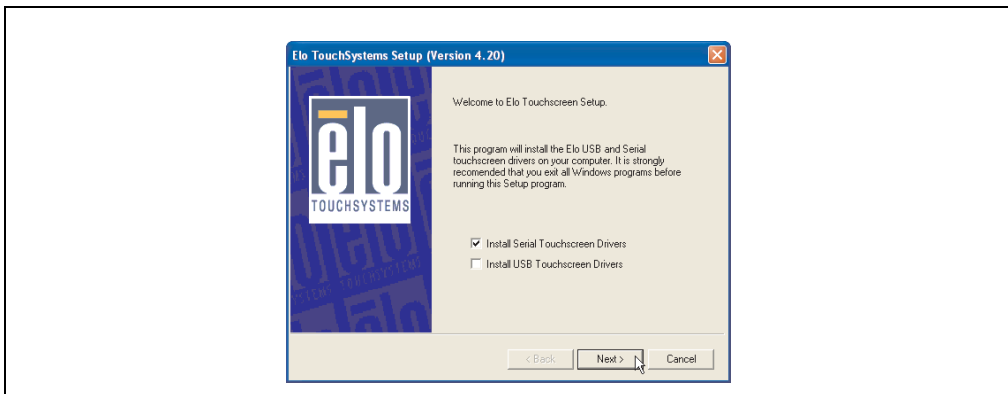 Elo TouchSystems Setup (Version 4.20)
elo
TOUCHSYSTEMS
Welcome to Elo Touchscreen Setup.
This program will install the Elo USB and Serial
touchscreen drivers on your computer. It is strongly
recomended that you exit all Windows programs before
running this Setup program.
Install Serial Touchscreen Drivers
Install USB Touchscreen Drivers
< Back
Next >
Cancel